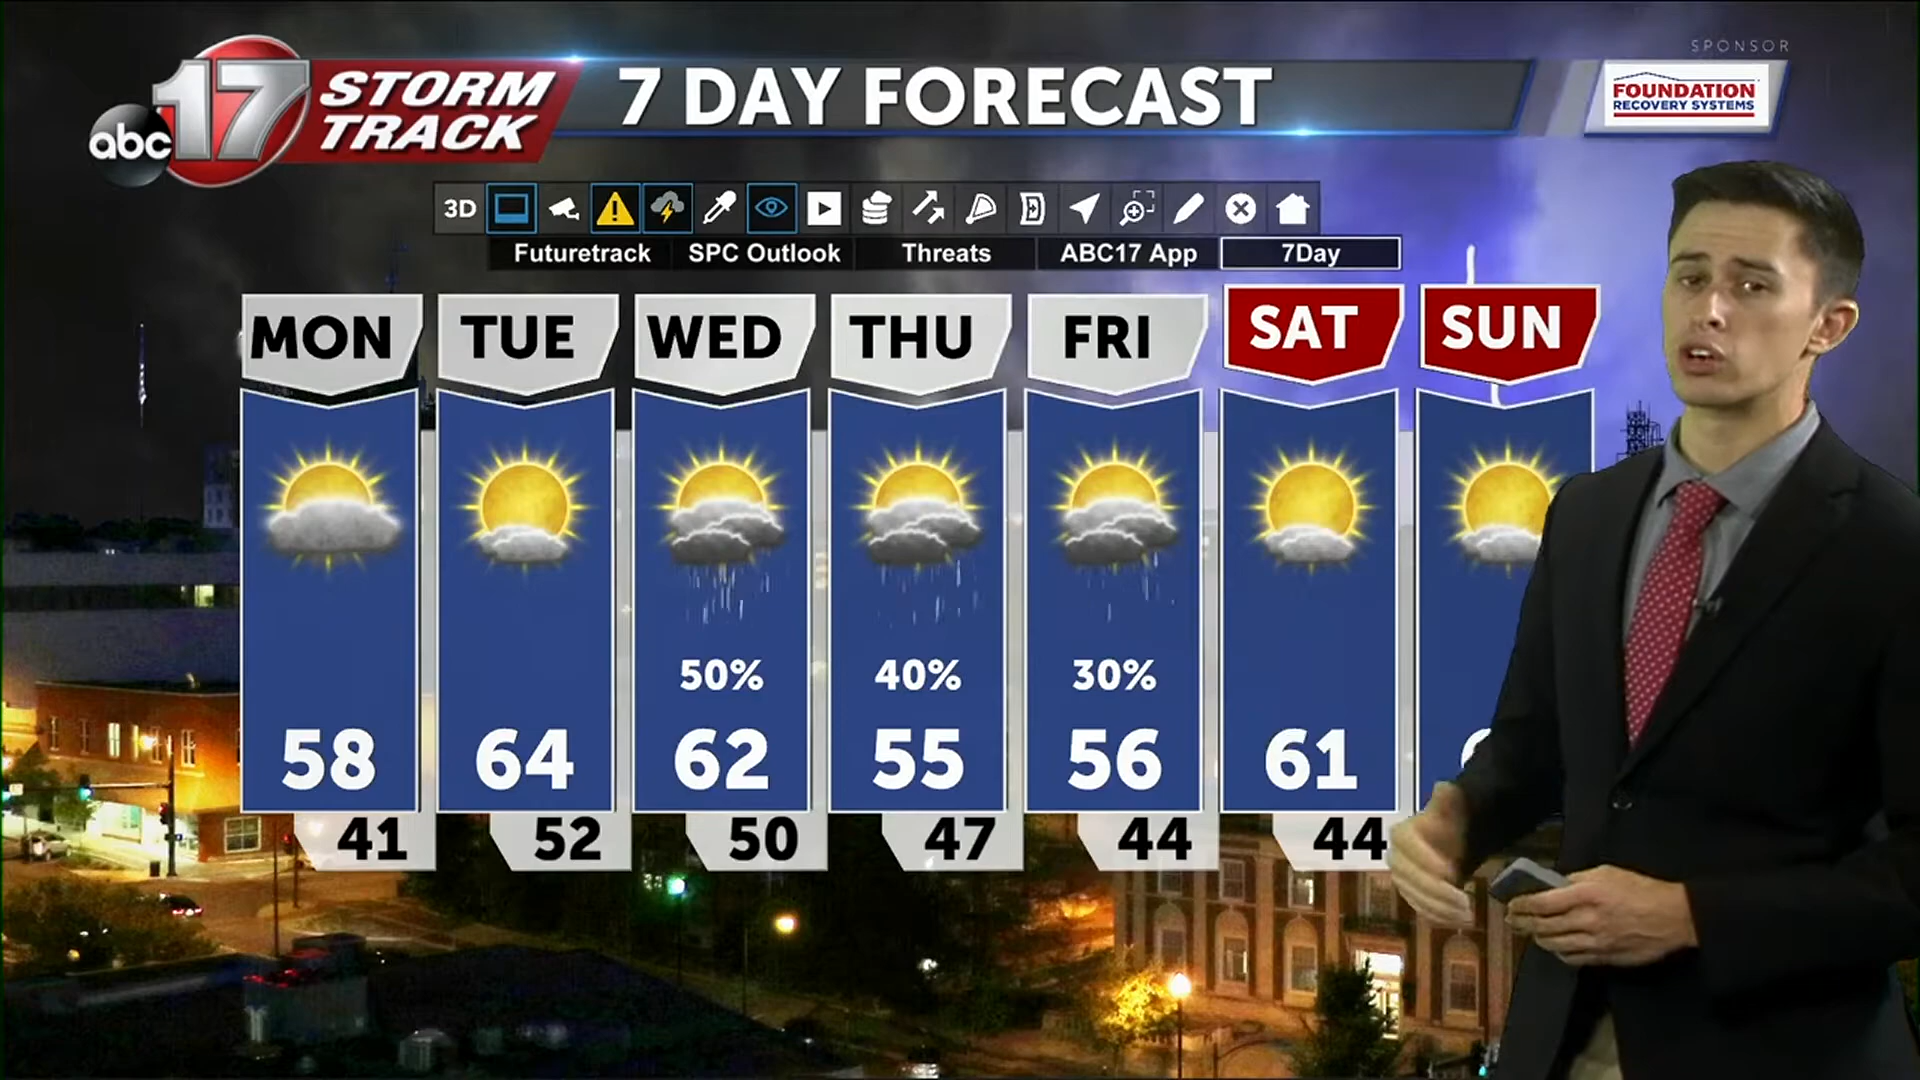 SPONSOR
abc 17 STORM TRACK
7 DAY FORECAST
FOUNDATION
RECOVERY SYSTEMS
3D
Futuretrack SPC Outlook Threats ABC17 App 7Day
MON TUE WED THU FRI SAT SUN
50% 40% 30%
58 64 62 55 56 61
41 52 50 47 44 44